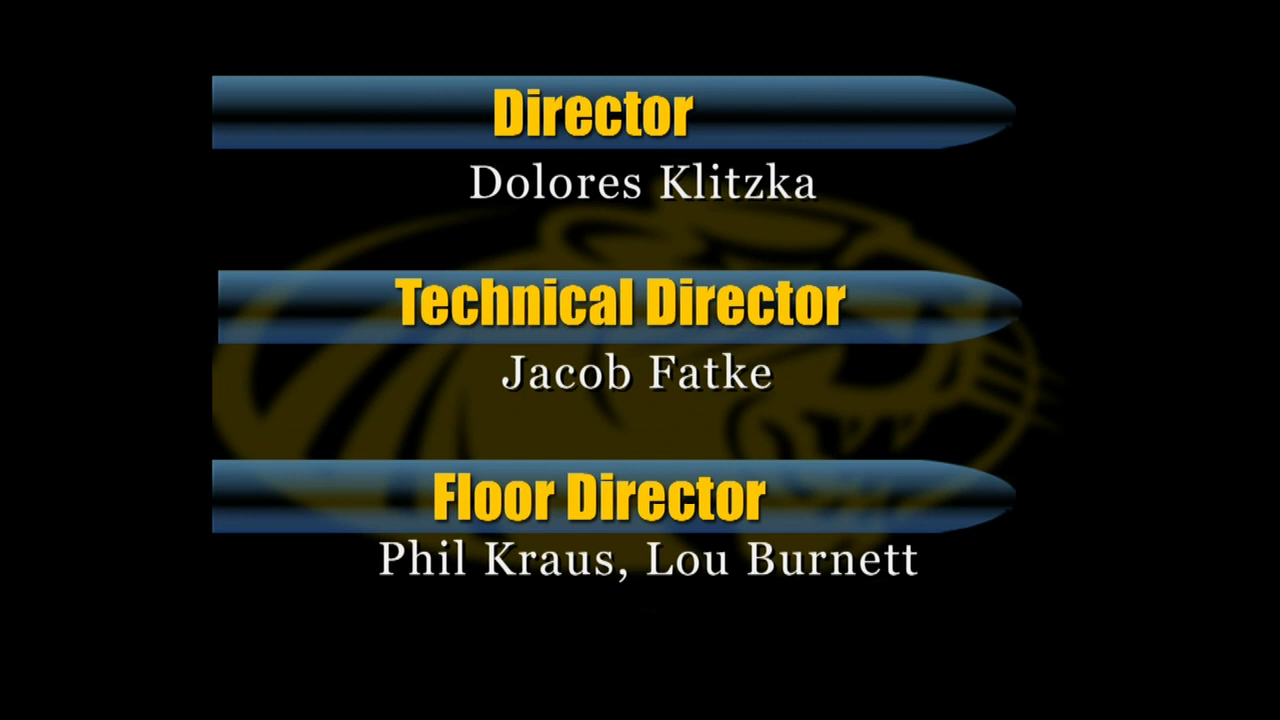 Director
Dolores Klitzka
Technical Director
Jacob Fatke
Floor Director
Phil Kraus, Lou Burnett